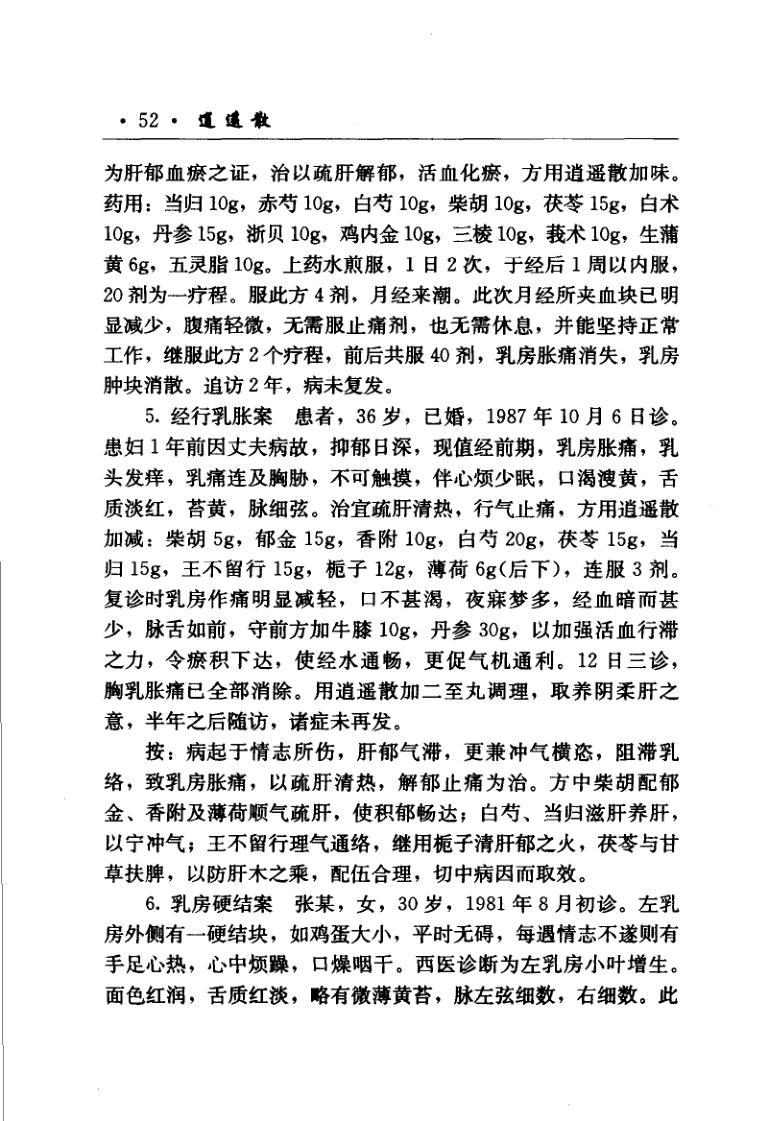 · 52 · 逍遥散
为肝郁血瘀之证，治以疏肝解郁，活血化瘀，方用逍遥散加味。
药用：当归 10g，赤芍 10g，白芍 10g，柴胡 10g，茯苓 15g，白术
10g，丹参 15g，浙贝 10g，鸡内金 10g，三棱 10g，莪术 10g，生蒲
黄 6g，五灵脂 10g。上药水煎服，1 日 2 次，于经后 1 周以内服，
20 剂为一疗程。服此方 4 剂，月经来潮。此次月经所夹血块已明
显减少，腹痛轻微，无需服止痛剂，也无需休息，并能坚持正常
工作，继服此方 2 个疗程，前后共服 40 剂，乳房胀痛消失，乳房
肿块消散。追访 2 年，病未复发。
5. 经行乳胀案 患者，36 岁，已婚，1987 年 10 月 6 日诊。
患妇 1 年前因丈夫病故，抑郁日深，现值经前期，乳房胀痛，乳
头发痒，乳痛连及胸胁，不可触摸，伴心烦少眠，口渴溲黄，舌
质淡红，苔黄，脉细弦。治宜疏肝清热，行气止痛，方用逍遥散
加减：柴胡 5g，郁金 15g，香附 10g，白芍 20g，茯苓 15g，当
归 15g，王不留行 15g，栀子 12g，薄荷 6g(后下)，连服 3 剂。
复诊时乳房作痛明显减轻，口不甚渴，夜寐梦多，经血暗而甚
少，脉舌如前，守前方加牛膝 10g，丹参 30g，以加强活血行滞
之力，令瘀积下达，使经水通畅，更促气机通利。12 日三诊，
胸乳胀痛已全部消除。用逍遥散加二至丸调理，取养阴柔肝之
意，半年之后随访，诸症未再发。
按：病起于情志所伤，肝郁气滞，更兼冲气横恣，阻滞乳
络，致乳房胀痛，以疏肝清热，解郁止痛为治。方中柴胡配郁
金、香附及薄荷顺气疏肝，使积郁畅达；白芍、当归滋肝养肝，
以宁冲气；王不留行理气通络，继用栀子清肝郁之火，茯苓与甘
草扶脾，以防肝木之乘，配伍合理，切中病因而取效。
6. 乳房硬结案 张某，女，30 岁，1981 年 8 月初诊。左乳
房外侧有一硬结块，如鸡蛋大小，平时无碍，每遇情志不遂则有
手足心热，心中烦躁，口燥咽干。西医诊断为左乳房小叶增生。
面色红润，舌质红淡，略有微薄黄苔，脉左弦细数，右细数。此